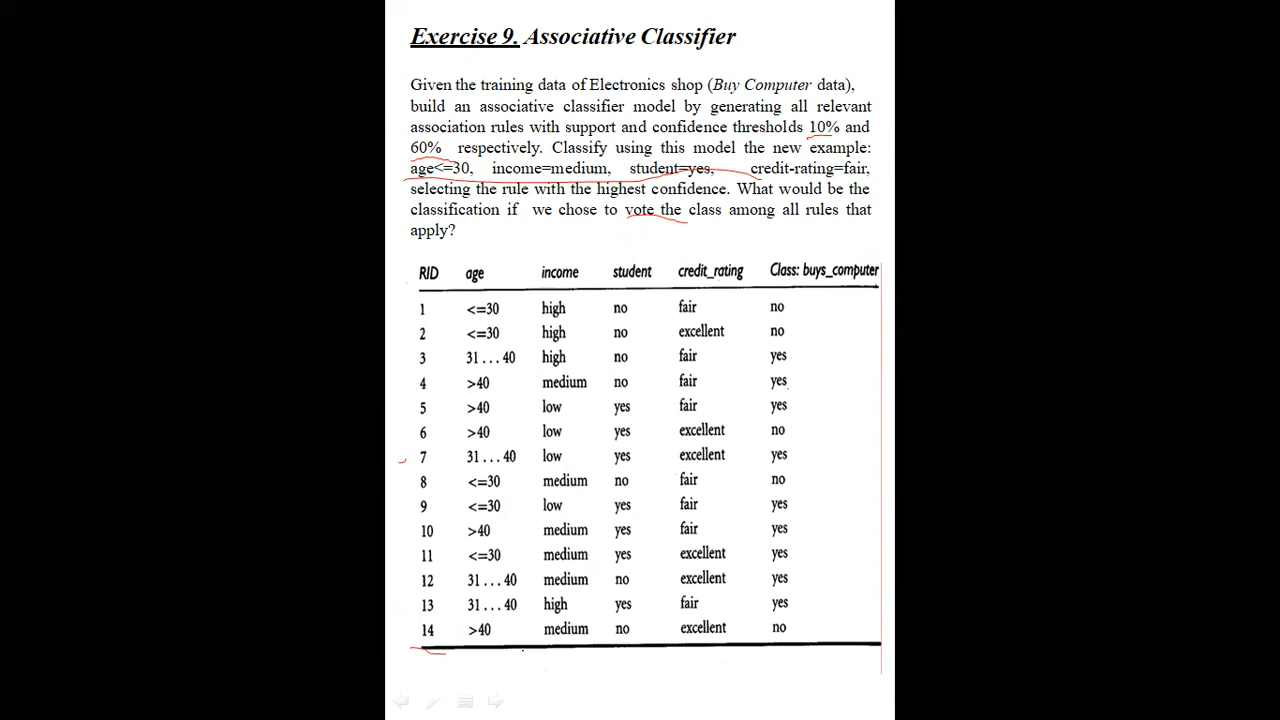 Exercise 9. Associative Classifier
Given the training data of Electronics shop (Buy Computer data),
build an associative classifier model by generating all relevant
association rules with support and confidence thresholds 10% and
60% respectively. Classify using this model the new example:
age<=30, income=medium, student=yes, credit-rating=fair,
selecting the rule with the highest confidence. What would be the
classification if we chose to vote the class among all rules that
apply?
RID age income student credit_rating Class: buys_computer
1 <=30 high no fair no
2 <=30 high no excellent no
3 31...40 high no fair yes
4 >40 medium no fair yes
5 >40 low yes fair yes
6 >40 low yes excellent no
7 31...40 low yes excellent yes
8 <=30 medium no fair no
9 <=30 low yes fair yes
10 >40 medium yes fair yes
11 <=30 medium yes excellent yes
12 31...40 medium no excellent yes
13 31...40 high yes fair yes
14 >40 medium no excellent no